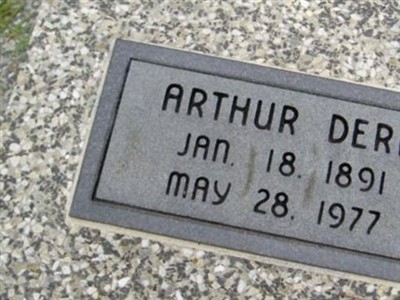 ARTHUR DER
JAN. 18. 1891
MAY 28. 1977